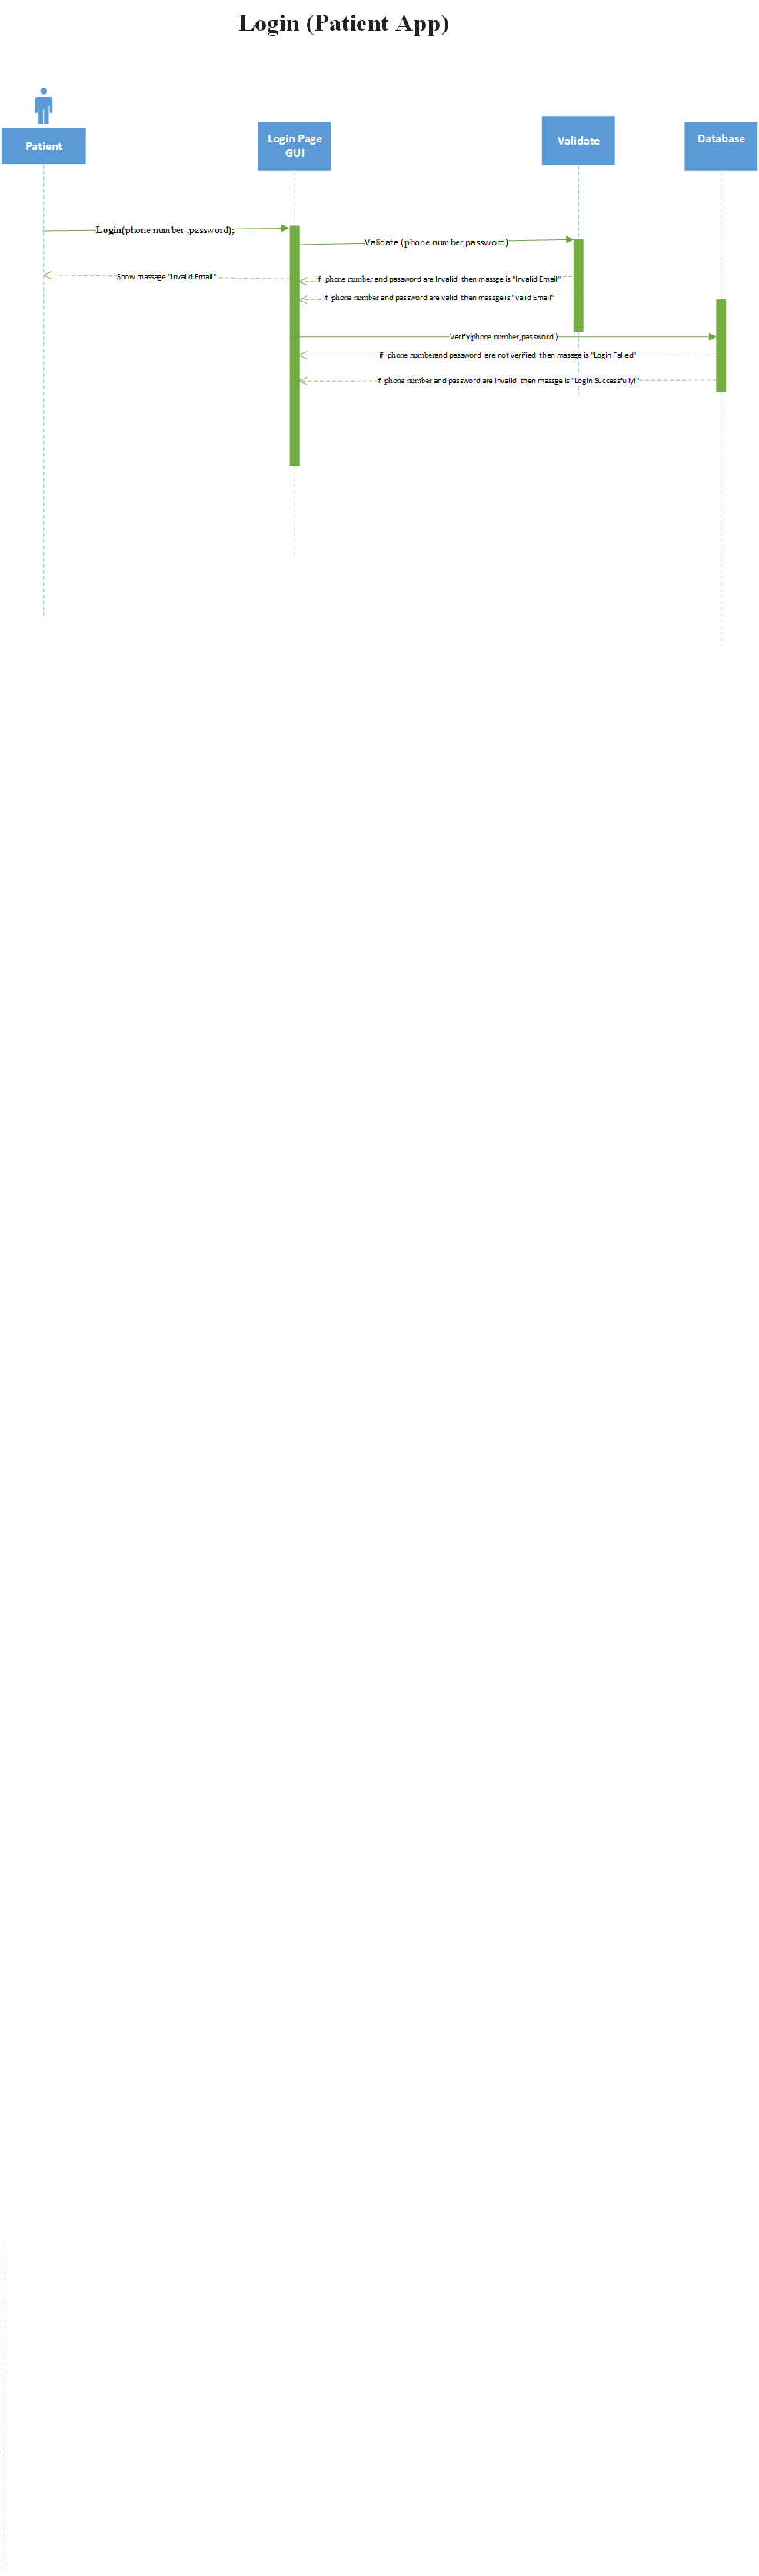 Login (Patient App)
Patient
Login Page
GUI
Validate
Database
Login(phone number ,password);
Validate (phone number,password)
Show massage "Invalid Email"
if phone number and password are Invalid then massge is "Invalid Email"
if phone number and password are valid then massge is "valid Email"
Verify(phone number,password )
if phone numberand password are not verified then massge is "Login Falied"
if phone number and password are Invalid then massge is "Login Successfully!"